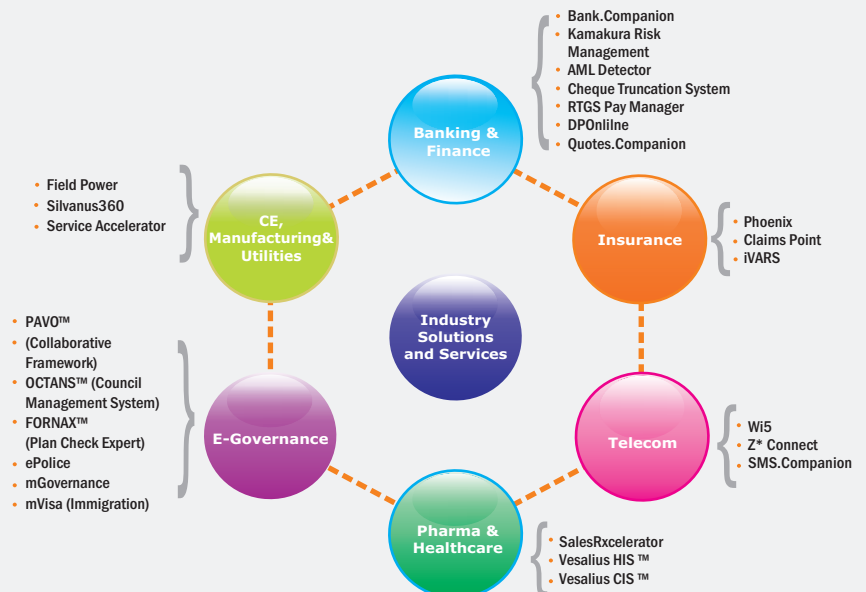 • Bank.Companion
• Kamakura Risk
Management
• AML Detector
• Cheque Truncation System
• RTGS Pay Manager
• DPOnlilne
• Quotes.Companion
Banking &
Finance
• Field Power
• Silvanus360
• Service Accelerator
CE,
Manufacturing&
Utilities
Insurance
• Phoenix
• Claims Point
• iVARS
Industry
Solutions
and Services
• PAVO™
• (Collaborative
Framework)
• OCTANS™ (Council
Management System)
• FORNAX™
(Plan Check Expert)
• ePolice
• mGovernance
• mVisa (Immigration)
E-Governance
Telecom
• Wi5
• Z* Connect
• SMS.Companion
Pharma &
Healthcare
• SalesRxcelerator
• Vesalius HIS ™
• Vesalius CIS ™